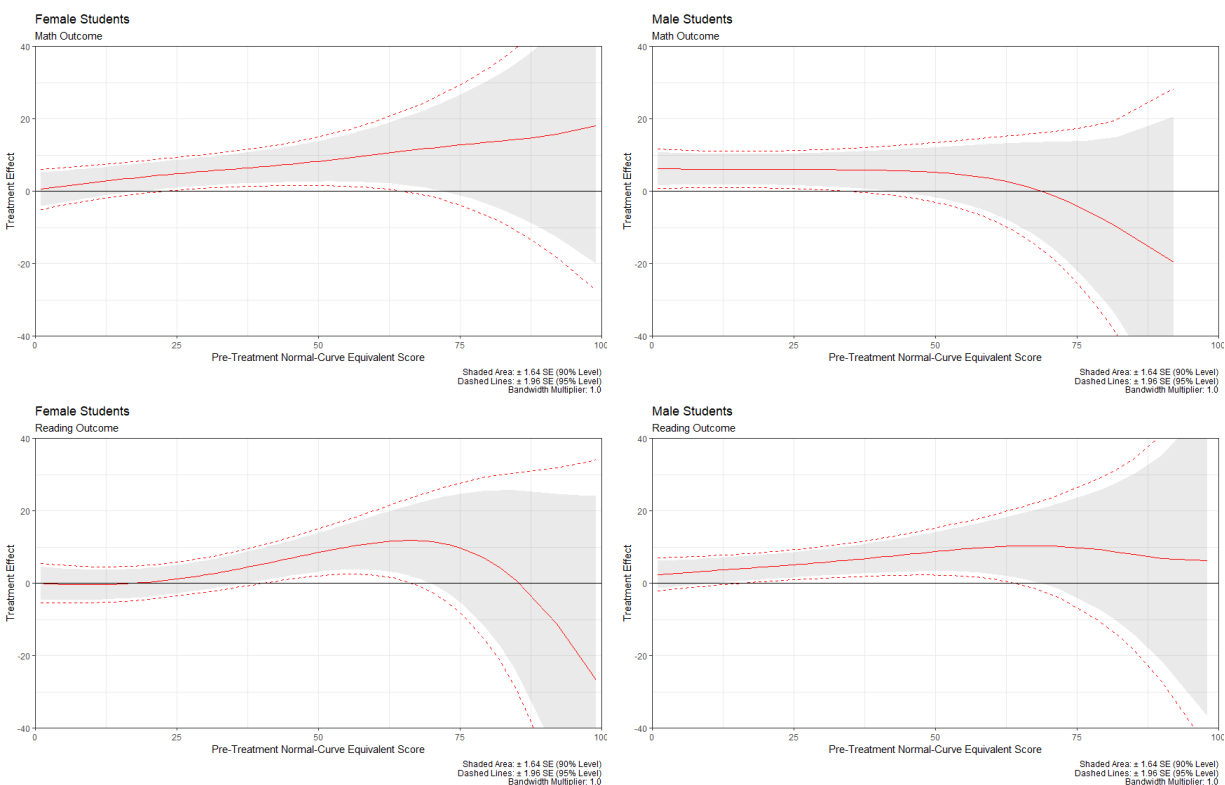 Female Students
Math Outcome
40
20
0
-20
-40
Treatment Effect
0
25
50
75
100
Pre-Treatment Normal-Curve Equivalent Score
Shaded Area: ± 1.64 SE (90% Level)
Dashed Lines: ± 1.96 SE (95% Level)
Bandwidth Multiplier: 1.0
Male Students
Math Outcome
40
20
0
-20
-40
Treatment Effect
0
25
50
75
100
Pre-Treatment Normal-Curve Equivalent Score
Shaded Area: ± 1.64 SE (90% Level)
Dashed Lines: ± 1.96 SE (95% Level)
Bandwidth Multiplier: 1.0
Female Students
Reading Outcome
40
20
0
-20
-40
Treatment Effect
0
25
50
75
100
Pre-Treatment Normal-Curve Equivalent Score
Shaded Area: ± 1.64 SE (90% Level)
Dashed Lines: ± 1.96 SE (95% Level)
Bandwidth Multiplier: 1.0
Male Students
Reading Outcome
40
20
0
-20
-40
Treatment Effect
0
25
50
75
100
Pre-Treatment Normal-Curve Equivalent Score
Shaded Area: ± 1.64 SE (90% Level)
Dashed Lines: ± 1.96 SE (95% Level)
Bandwidth Multiplier: 1.0